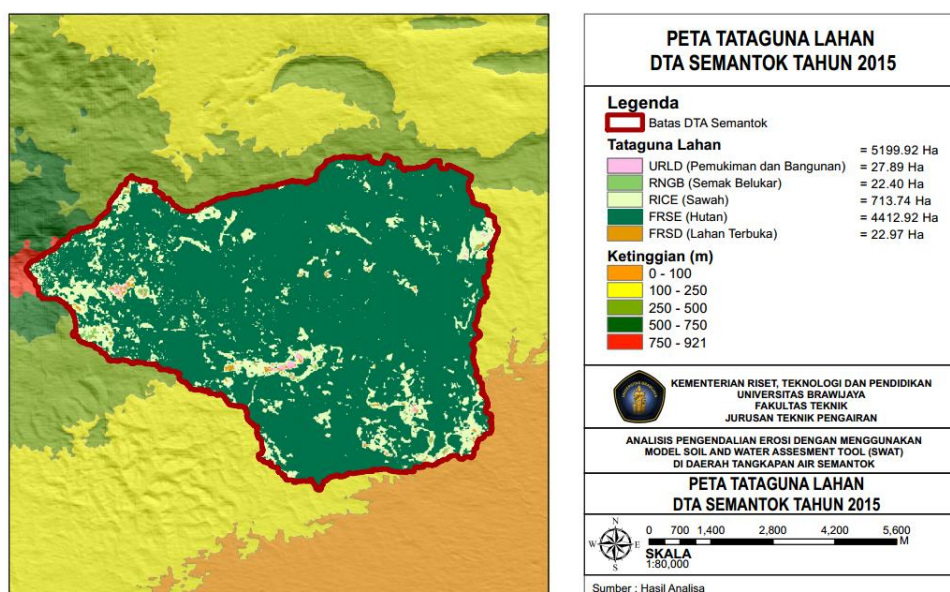 PETA TATAGUNA LAHAN
DTA SEMANTOK TAHUN 2015
Legenda
Batas DTA Semantok
Tataguna Lahan = 5199.92 Ha
URLD (Pemukiman dan Bangunan) = 27.89 Ha
RNGB (Semak Belukar) = 22.40 Ha
RICE (Sawah) = 713.74 Ha
FRSE (Hutan) = 4412.92 Ha
FRSD (Lahan Terbuka) = 22.97 Ha
Ketinggian (m)
0 - 100
100 - 250
250 - 500
500 - 750
750 - 921
KEMENTERIAN RISET, TEKNOLOGI DAN PENDIDIKAN
UNIVERSITAS BRAWIJAYA
FAKULTAS TEKNIK
JURUSAN TEKNIK PENGAIRAN
ANALISIS PENGENDALIAN EROSI DENGAN MENGGUNAKAN
MODEL SOIL AND WATER ASSESMENT TOOL (SWAT)
DI DAERAH TANGKAPAN AIR SEMANTOK
PETA TATAGUNA LAHAN
DTA SEMANTOK TAHUN 2015
N
W E
S
0 700 1,400 2,800 4,200 5,600
M
SKALA
1:80,000
Sumber : Hasil Analisa